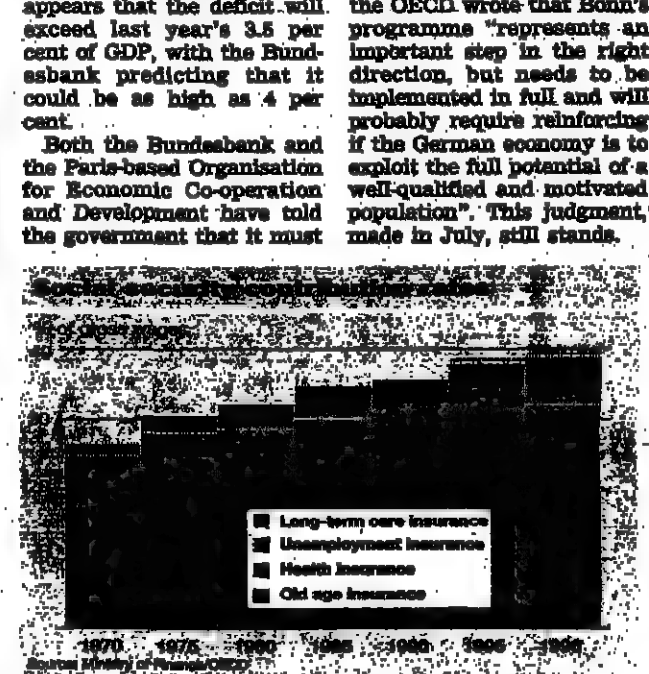 appears that the deficit will
exceed last year's 3.5 per
cent of GDP, with the Bund-
esbank predicting that it
could be as high as 4 per
cent.
Both the Bundesbank and
the Paris-based Organisation
for Economic Co-operation
and Development have told
the government that it must
the OECD wrote that Bonn's
programme "represents an
important step in the right
direction, but needs to be
implemented in full and will
probably require reinforcing
if the German economy is to
exploit the full potential of a
well-qualified and motivated
population". This judgment,
made in July, still stands.
Social security contribution rates
% of gross wages
Long-term care insurance
Unemployment insurance
Health insurance
Old age insurance
1970 1975 1980 1985 1990 1995 1996
Source: Ministry of Finance/OECD